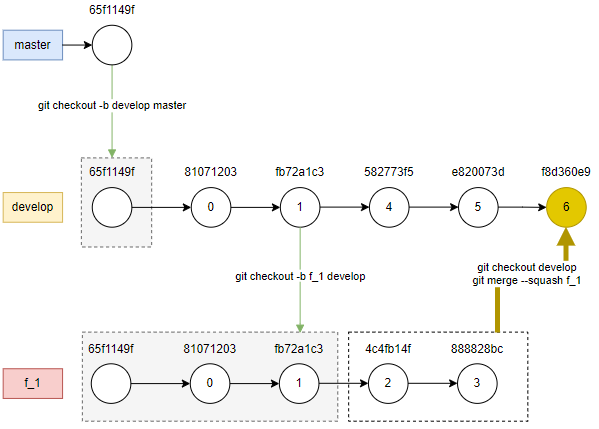 65f1149f
master
git checkout -b develop master
65f1149f
81071203
fb72a1c3
582773f5
e820073d
f8d360e9
develop
0
1
4
5
6
git checkout -b f_1 develop
git checkout develop
git merge --squash f_1
65f1149f
81071203
fb72a1c3
4c4fb14f
888828bc
f_1
0
1
2
3